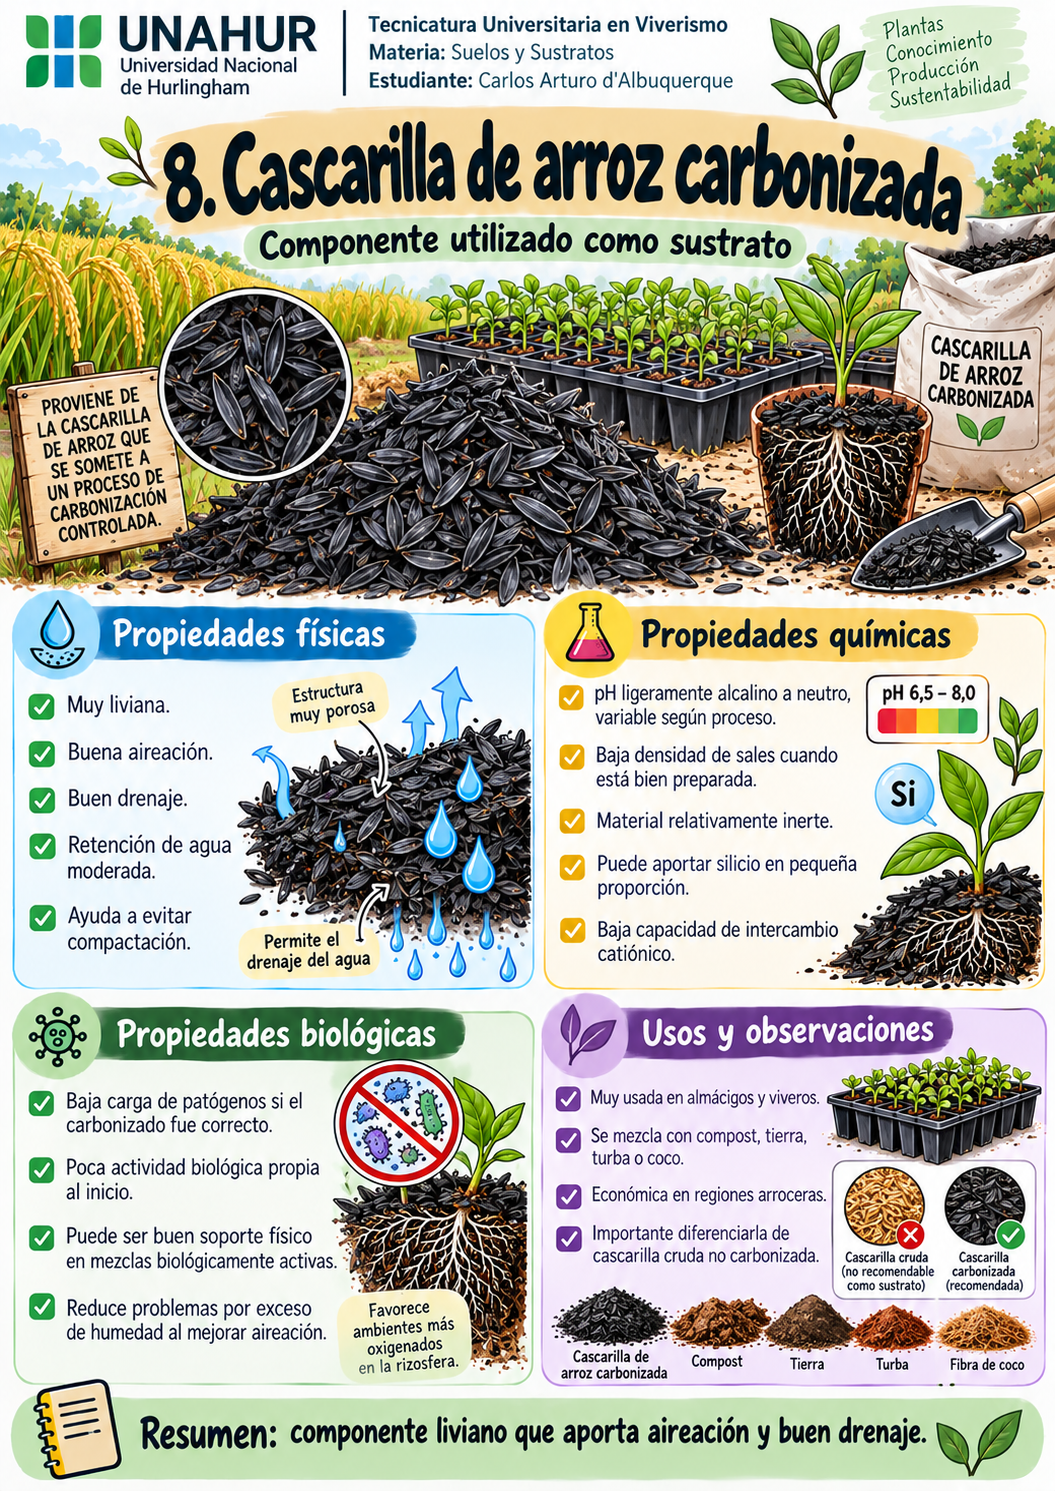 UNAHUR
Universidad Nacional
de Hurlingham
Tecnicatura Universitaria en Viverismo
Materia: Suelos y Sustratos
Estudiante: Carlos Arturo d'Albuquerque
Plantas
Conocimiento
Producción
Sustentabilidad
8. Cascarilla de arroz carbonizada
Componente utilizado como sustrato
PROVIENE DE
LA CASCARILLA
DE ARROZ QUE
SE SOMETE A
UN PROCESO DE
CARBONIZACIÓN
CONTROLADA.
CASCARILLA
DE ARROZ
CARBONIZADA
Propiedades físicas
Muy liviana.
Buena aireación.
Buen drenaje.
Retención de agua
moderada.
Ayuda a evitar
compactación.
Estructura
muy porosa
Permite el
drenaje del agua
Propiedades químicas
pH ligeramente alcalino a neutro,
variable según proceso.
Baja densidad de sales cuando
está bien preparada.
Material relativamente inerte.
Puede aportar silicio en pequeña
proporción.
Baja capacidad de intercambio
catiónico.
pH 6,5 – 8,0
Si
Propiedades biológicas
Baja carga de patógenos si el
carbonizado fue correcto.
Poca actividad biológica propia
al inicio.
Puede ser buen soporte físico
en mezclas biológicamente activas.
Reduce problemas por exceso
de humedad al mejorar aireación.
Favorece
ambientes más
oxigenados
en la rizosfera.
Usos y observaciones
Muy usada en almácigos y viveros.
Se mezcla con compost, tierra,
turba o coco.
Económica en regiones arroceras.
Importante diferenciarla de
cascarilla cruda no carbonizada.
Cascarilla cruda
(no recomendable
como sustrato)
Cascarilla
carbonizada
(recomendada)
Cascarilla de
arroz carbonizada
Compost
Tierra
Turba
Fibra de coco
Resumen: componente liviano que aporta aireación y buen drenaje.